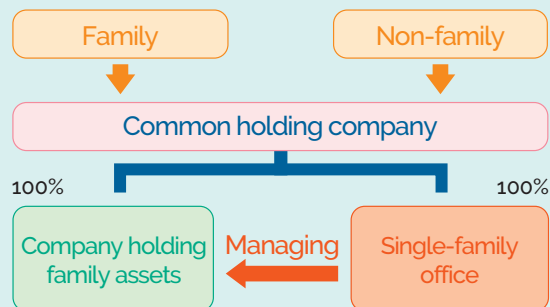 Family
Non-family
Common holding company
100%
100%
Company holding
family assets
Managing
Single-family
office